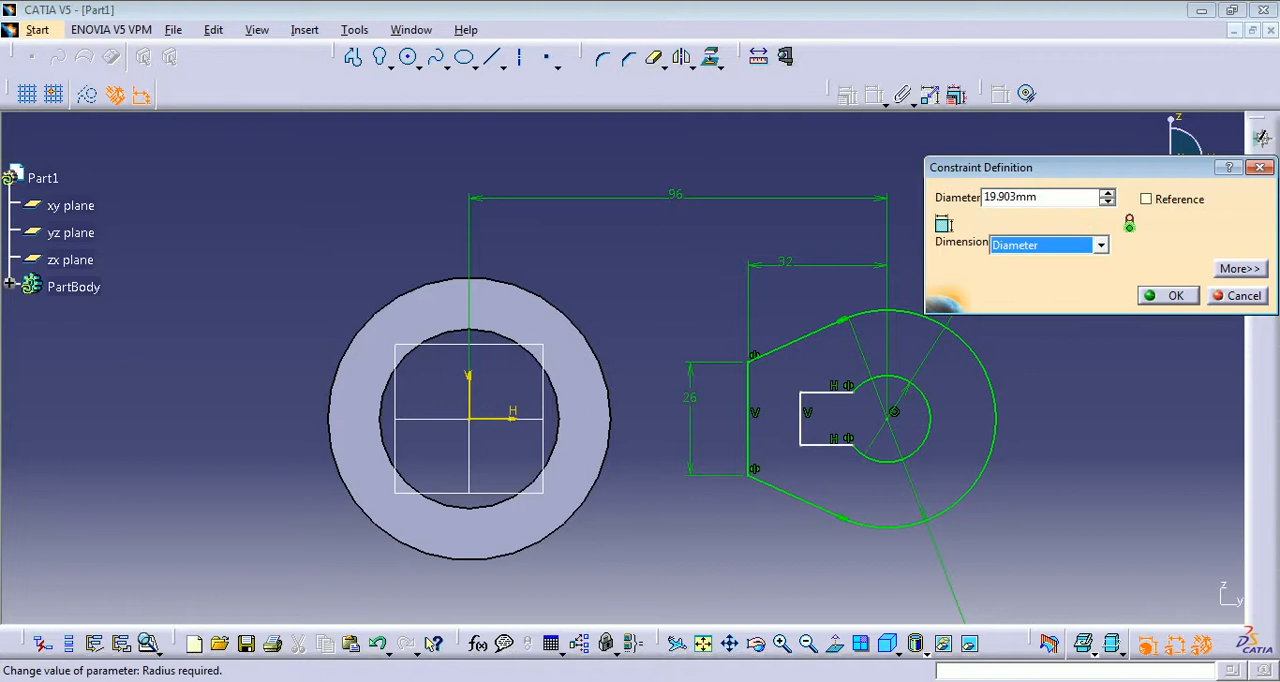 CATIA V5 - [Part1]
Start ENOVIA V5 VPM File Edit View Insert Tools Window Help
f(x)
z
Constraint Definition
Diameter 19.903mm Reference
Dimension Diameter
More>>
OK Cancel
Part1
xy plane
yz plane
zx plane
PartBody
96
32
26
V
H
H
V
V
H
z
y
DS CATIA
Change value of parameter: Radius required.